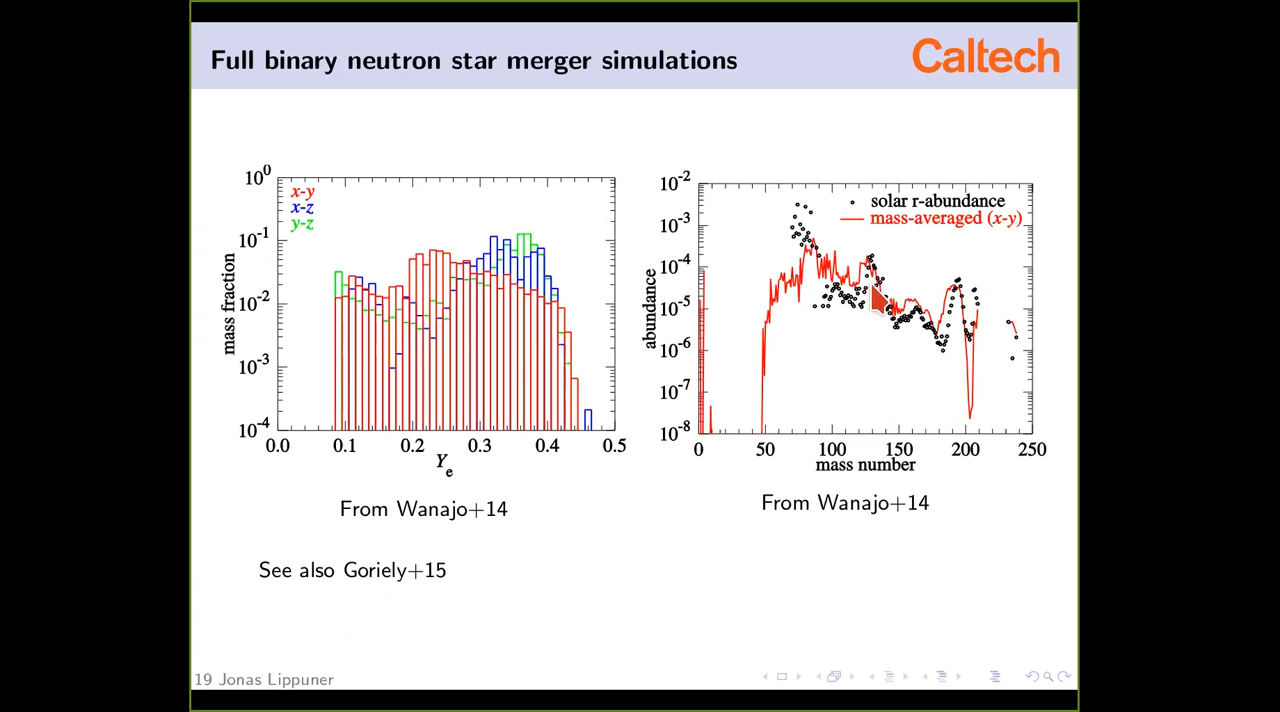 Full binary neutron star merger simulations
Caltech
10^0
10^-1
10^-2
10^-3
10^-4
mass fraction
x-y
x-z
y-z
0.0 0.1 0.2 0.3 0.4 0.5
Y_e
From Wanajo+14
10^-2
10^-3
10^-4
10^-5
10^-6
10^-7
10^-8
abundance
solar r-abundance
mass-averaged (x-y)
0 50 100 150 200 250
mass number
From Wanajo+14
See also Goriely+15
19 Jonas Lippuner